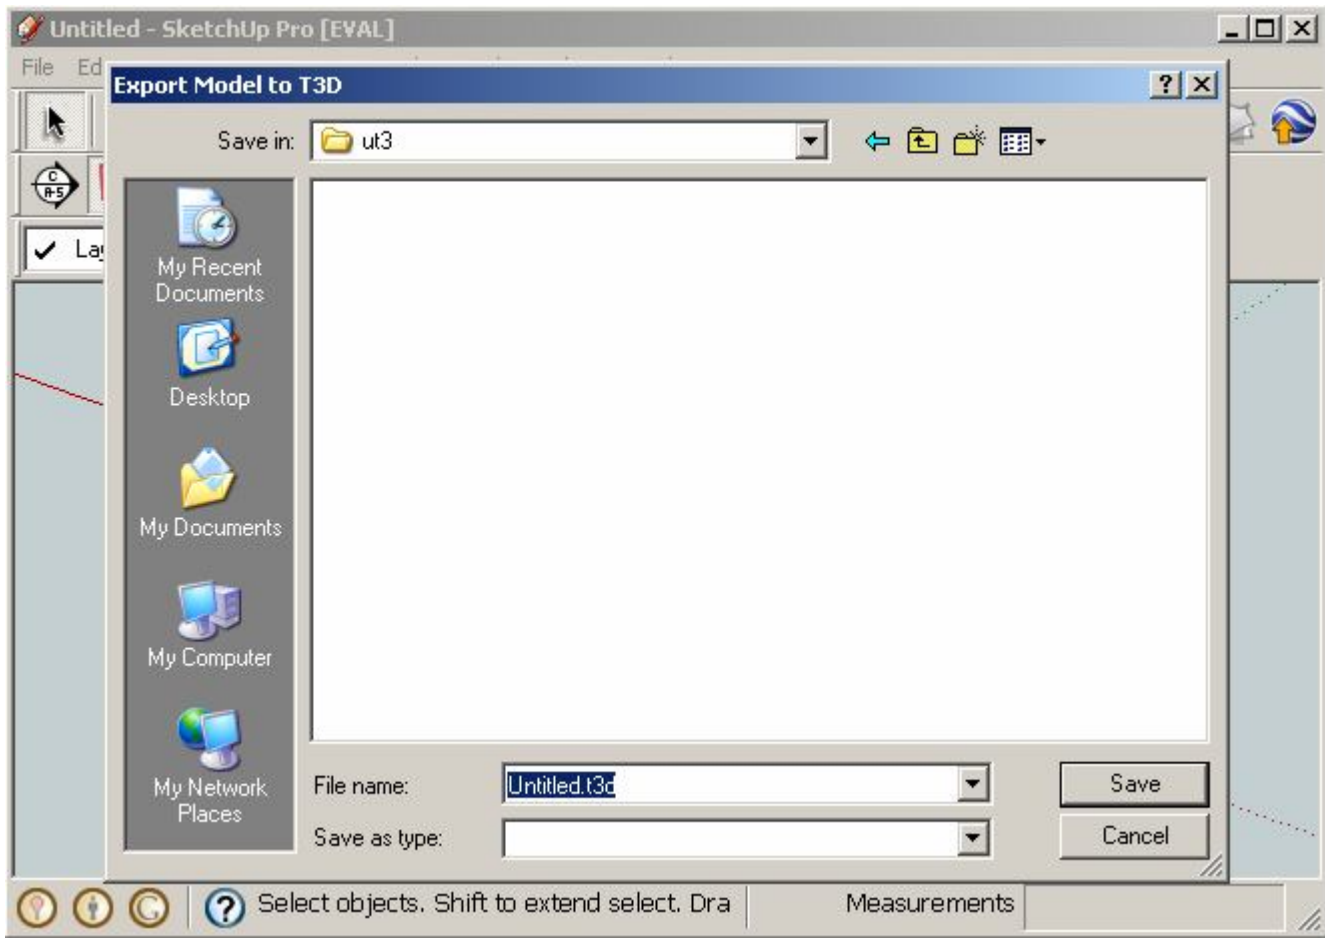 Untitled - SketchUp Pro [EVAL]
File Ed
Export Model to T3D
Save in: ut3
C
A-5
La
My Recent
Documents
Desktop
My Documents
My Computer
My Network
Places
File name: Untitled.t3d Save
Save as type: Cancel
Select objects. Shift to extend select. Dra Measurements